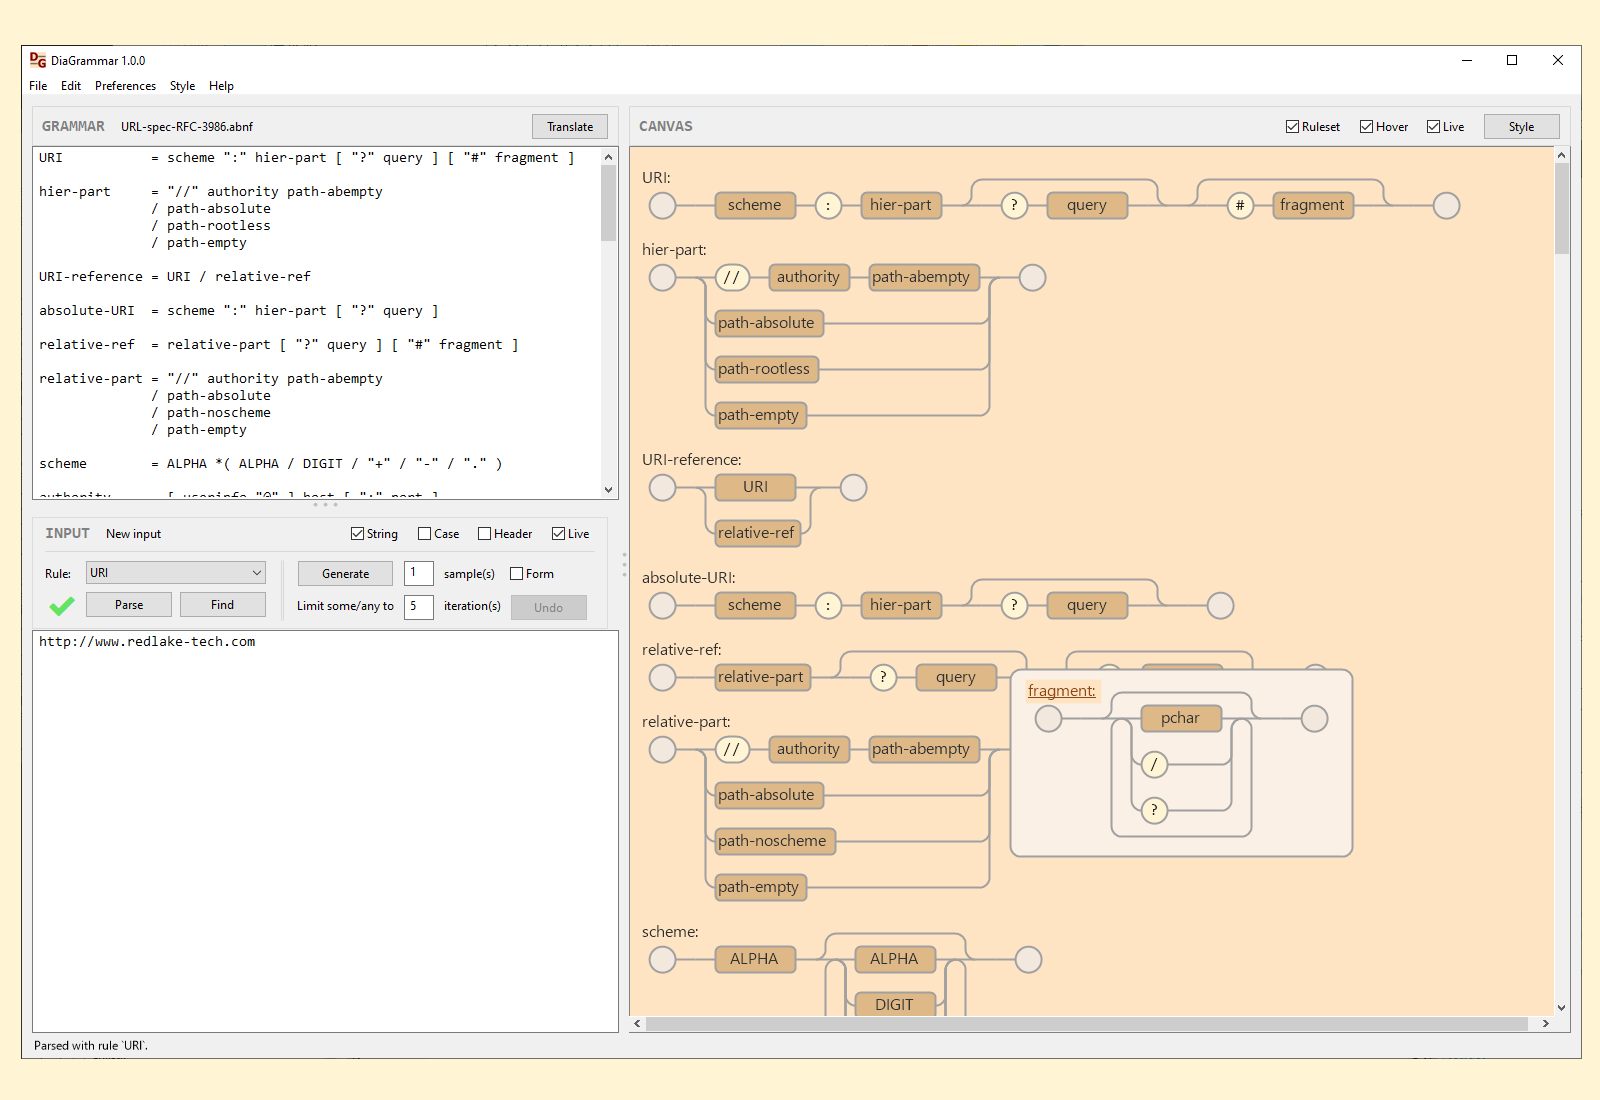 DiaGrammar 1.0.0
File Edit Preferences Style Help
GRAMMAR URL-spec-RFC-3986.abnf Translate
URI = scheme ":" hier-part [ "?" query ] [ "#" fragment ]
hier-part = "//" authority path-abempty
/ path-absolute
/ path-rootless
/ path-empty
URI-reference = URI / relative-ref
absolute-URI = scheme ":" hier-part [ "?" query ]
relative-ref = relative-part [ "?" query ] [ "#" fragment ]
relative-part = "//" authority path-abempty
/ path-absolute
/ path-noscheme
/ path-empty
scheme = ALPHA *( ALPHA / DIGIT / "+" / "-" / "." )
authority = [ userinfo "@" ] host [ ":" port ]
INPUT New input String Case Header Live
Rule: URI Generate 1 sample(s) Form
Parse Find Limit some/any to 5 iteration(s) Undo
http://www.redlake-tech.com
Parsed with rule `URI`.
CANVAS Ruleset Hover Live Style
URI:
scheme : hier-part ? query # fragment
hier-part:
// authority path-abempty
path-absolute
path-rootless
path-empty
URI-reference:
URI
relative-ref
absolute-URI:
scheme : hier-part ? query
relative-ref:
relative-part ? query
relative-part:
// authority path-abempty
path-absolute
path-noscheme
path-empty
fragment:
pchar
/
?
scheme:
ALPHA ALPHA
DIGIT